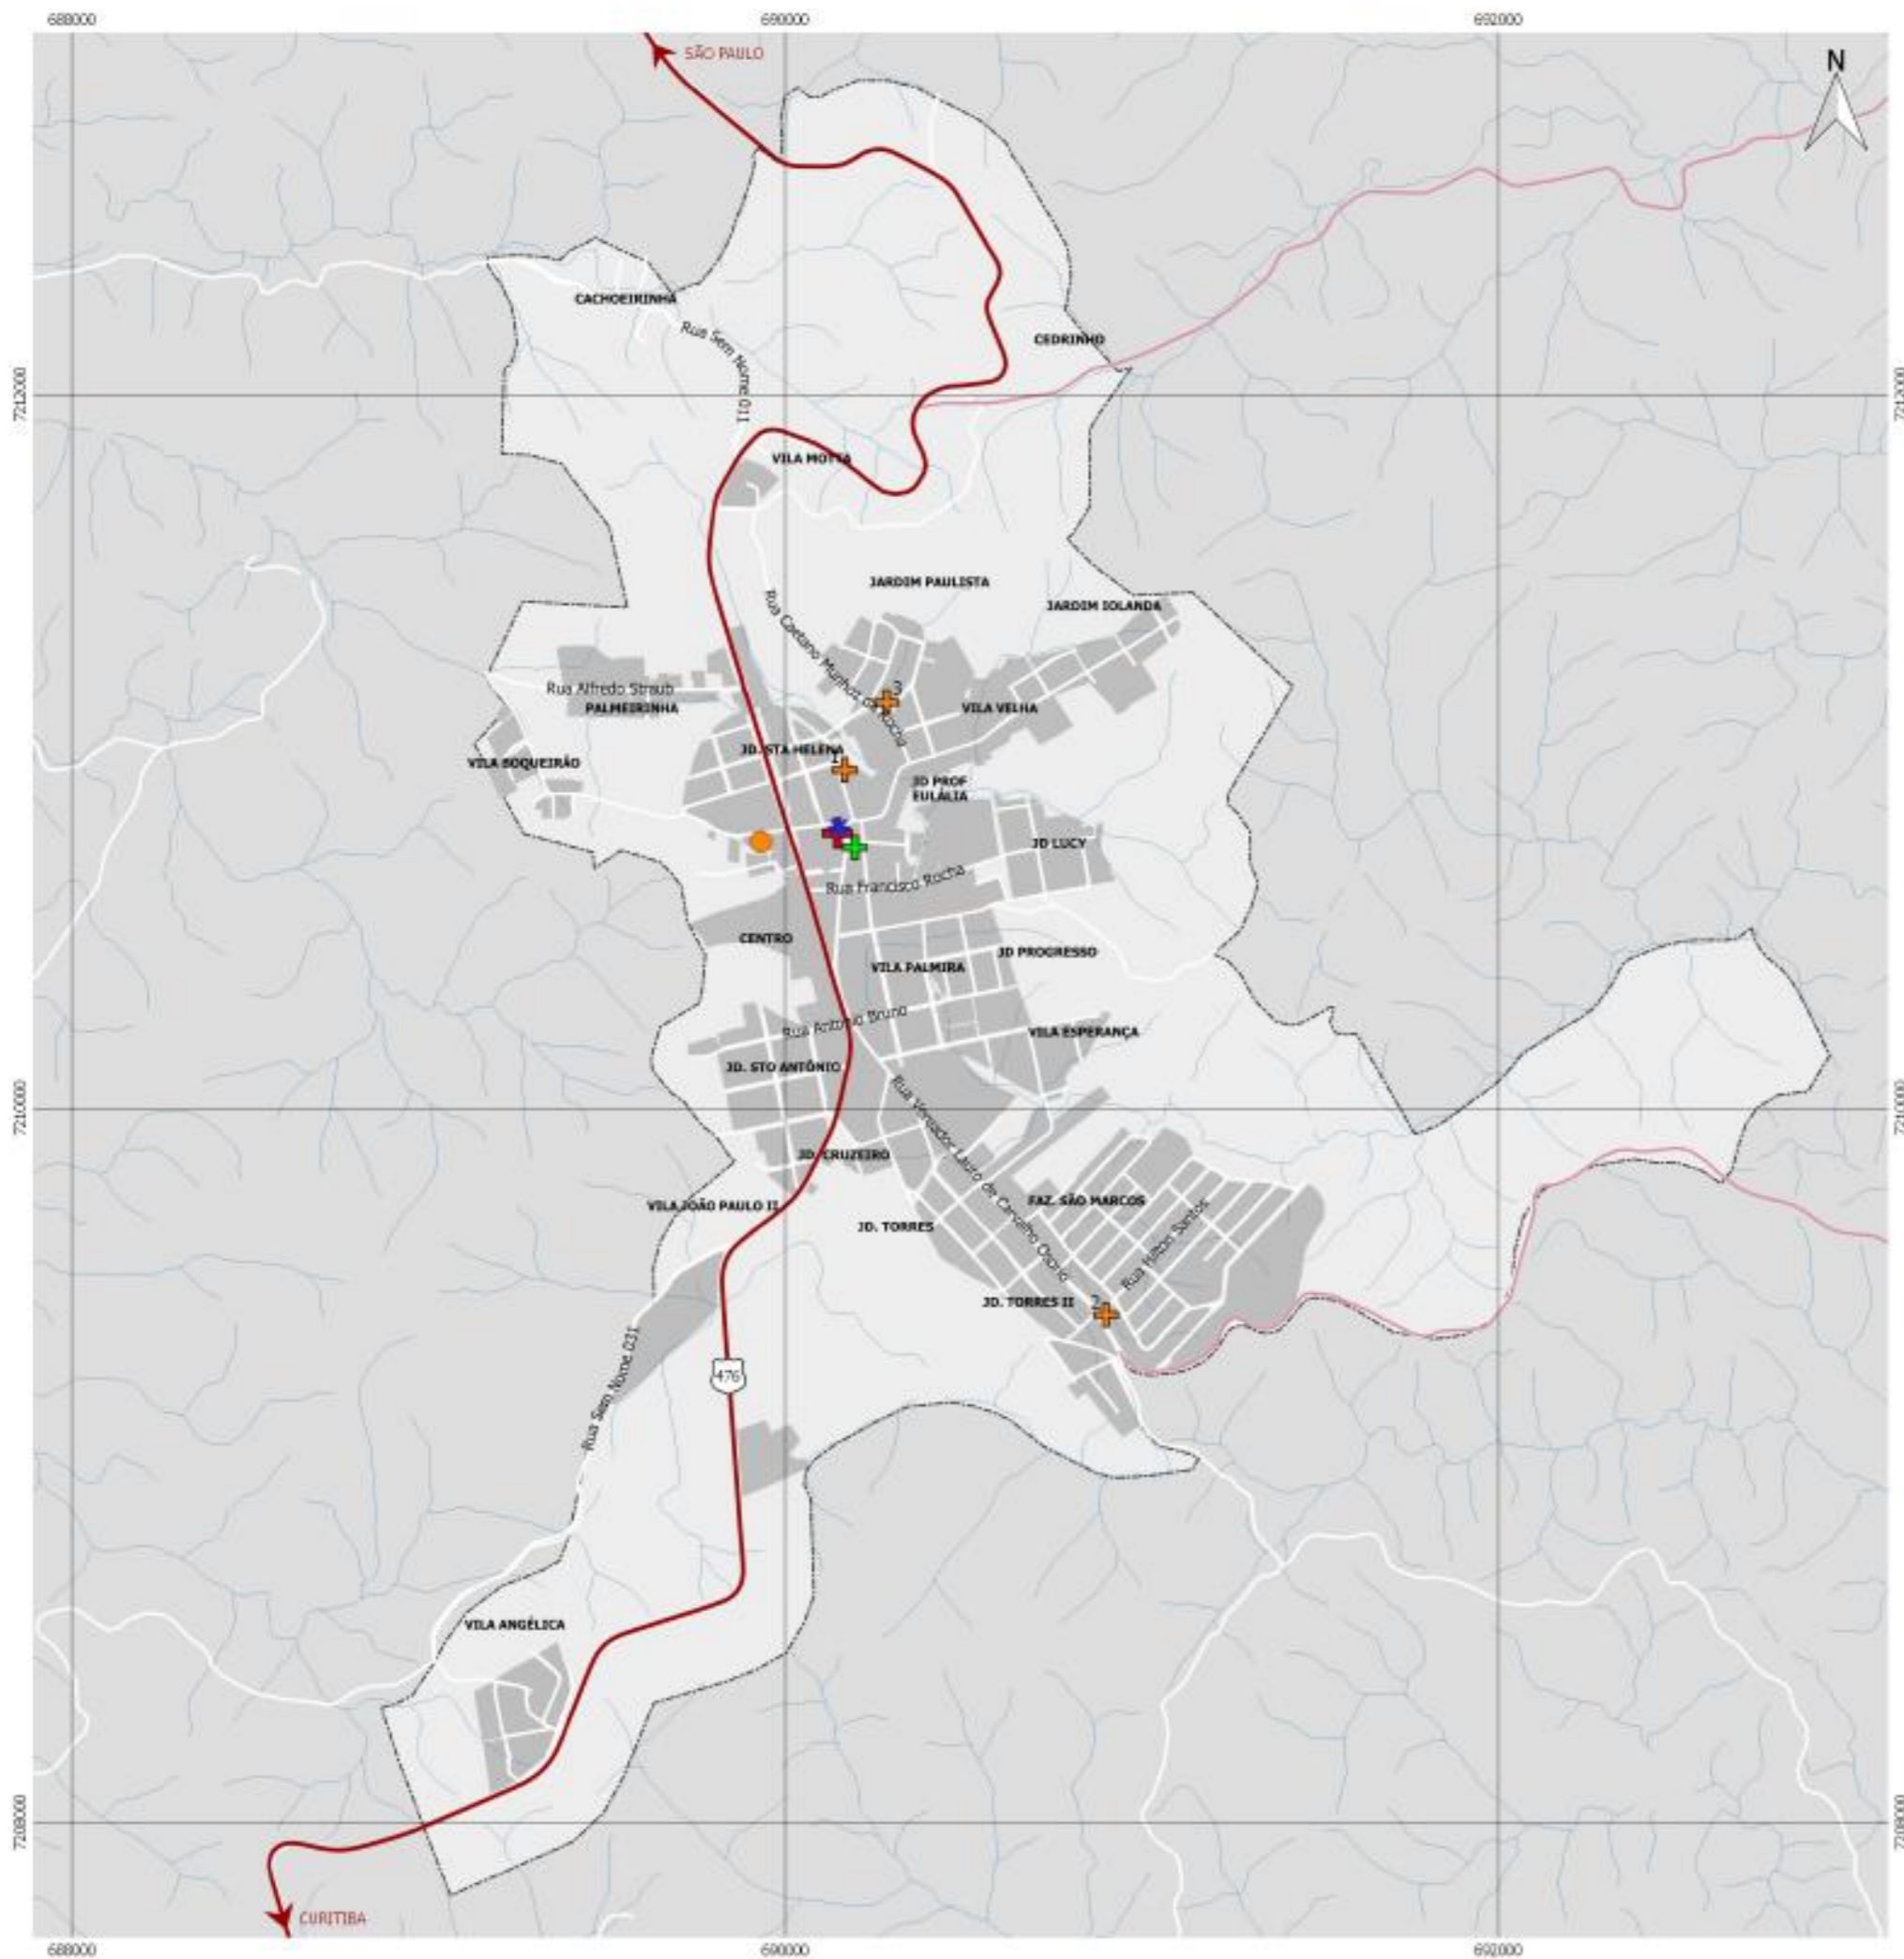 688000
690000
692000
SÃO PAULO
N
CACHOEIRINHA
Rua Sem Nome 011
CEDRINHO
7212000
7212000
VILA MOTTA
JARDIM PAULISTA
JARDIM IOLANDA
Rua Caetano Munhoz da Rocha
Rua Alfredo Straub
3
PALMEIRINHA
VILA VELHA
JD. STA HELENA
1
VILA BOQUEIRÃO
JD PROF
EULÁLIA
JD LUCY
Rua Francisco Rocha
CENTRO
JD PROGRESSO
VILA PALMIRA
Rua Antonio Bruno
VILA ESPERANÇA
JD. STO ANTÔNIO
7210000
7210000
Rua Vereador Lauro de Carvalho Osorio
JD. CRUZEIRO
FAZ. SÃO MARCOS
VILA JOÃO PAULO II
JD. TORRES
Rua Hilton Santos
JD. TORRES II
2
Rua Sem Nome 031
476
VILA ANGÉLICA
7208000
7208000
CURITIBA
688000
690000
692000